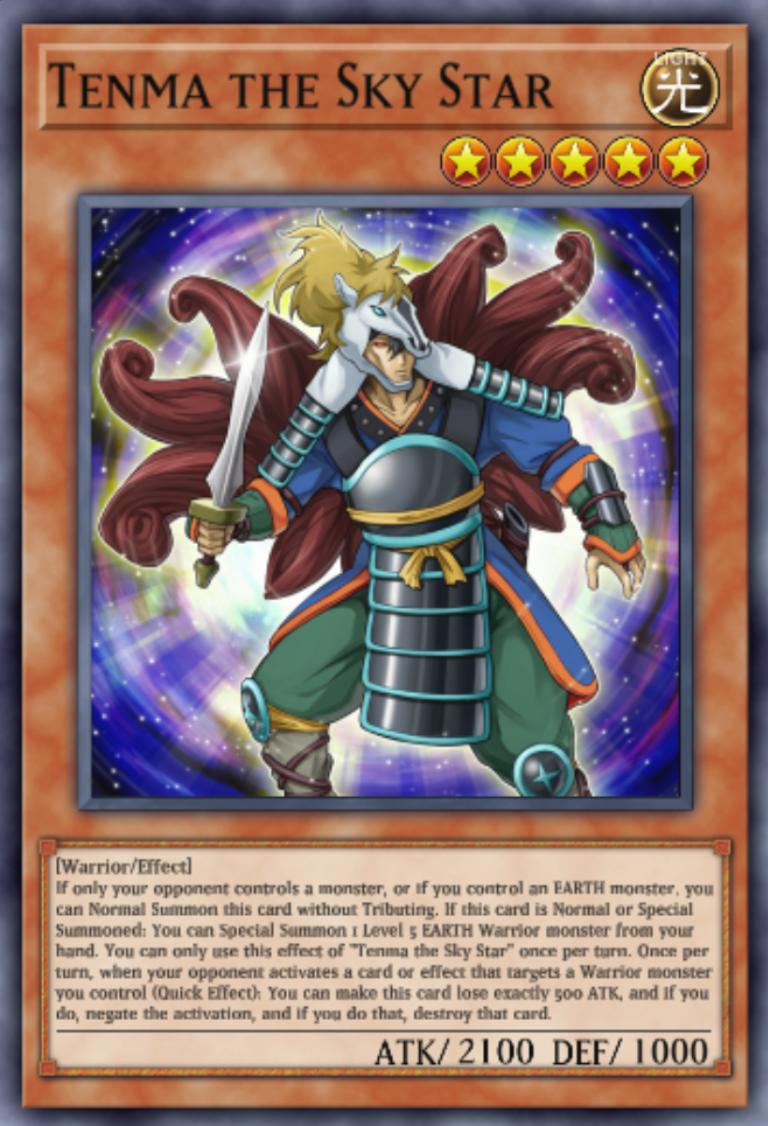 Tenma the Sky Star
LIGHT
光
[Warrior/Effect]
If only your opponent controls a monster, or if you control an EARTH monster, you
can Normal Summon this card without Tributing. If this card is Normal or Special
Summoned: You can Special Summon 1 Level 5 EARTH Warrior monster from your
hand. You can only use this effect of "Tenma the Sky Star" once per turn. Once per
turn, when your opponent activates a card or effect that targets a Warrior monster
you control (Quick Effect): You can make this card lose exactly 500 ATK, and if you
do, negate the activation, and if you do that, destroy that card.
ATK/ 2100 DEF/ 1000